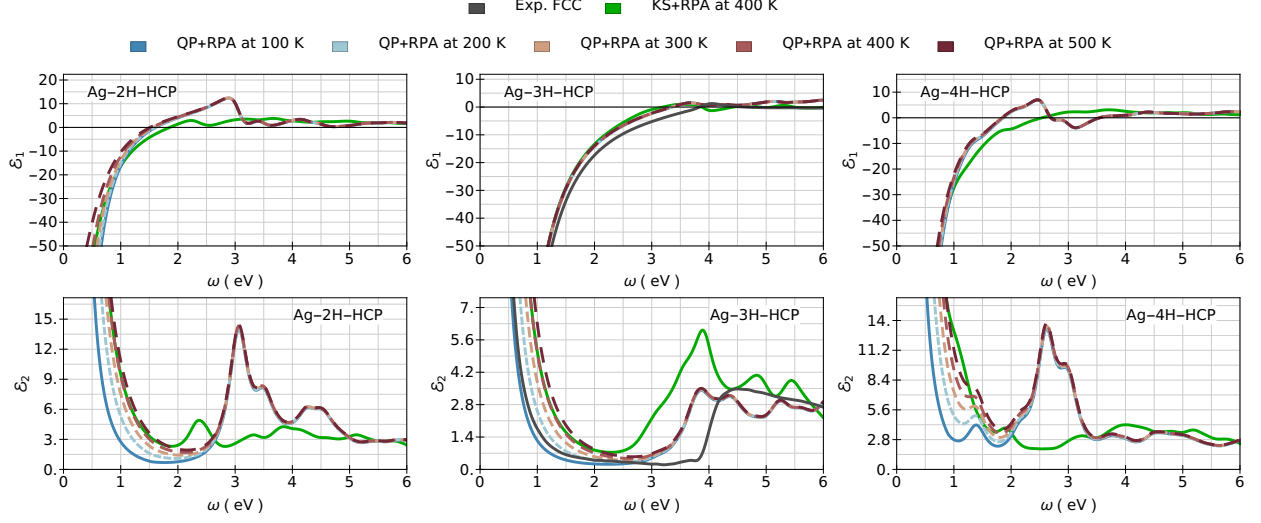 Exp. FCC KS+RPA at 400 K
QP+RPA at 100 K QP+RPA at 200 K QP+RPA at 300 K QP+RPA at 400 K QP+RPA at 500 K
Ag−2H−HCP
20
10
0
−10
−20
−30
−40
−50
ℰ1
0 1 2 3 4 5 6
ω ( eV )
Ag−3H−HCP
10
0
−10
−20
−30
−40
−50
ℰ1
0 1 2 3 4 5 6
ω ( eV )
Ag−4H−HCP
10
0
−10
−20
−30
−40
−50
ℰ1
0 1 2 3 4 5 6
ω ( eV )
Ag−2H−HCP
15.
12.
9.
6.
3.
0.
ℰ2
0 1 2 3 4 5 6
ω ( eV )
Ag−3H−HCP
7.
5.6
4.2
2.8
1.4
0.
ℰ2
0 1 2 3 4 5 6
ω ( eV )
Ag−4H−HCP
14.
11.2
8.4
5.6
2.8
0.
ℰ2
0 1 2 3 4 5 6
ω ( eV )